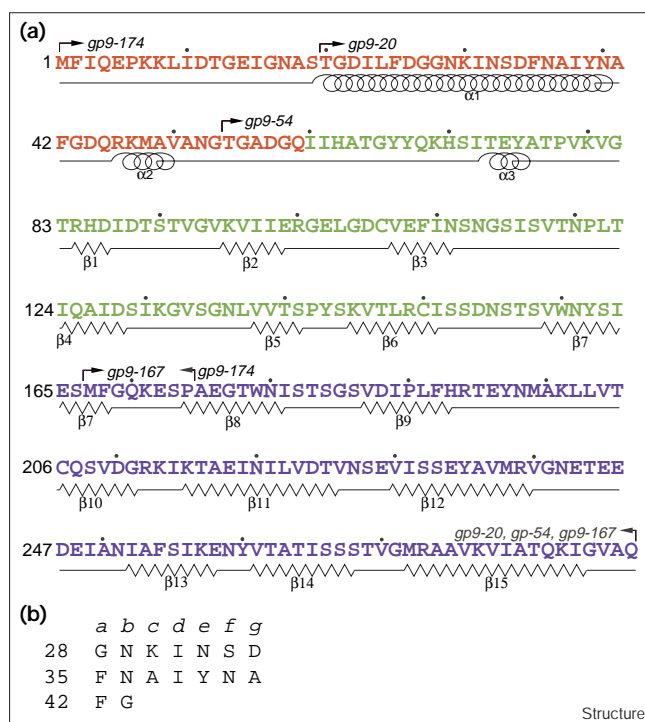 (a)
gp9-174 gp9-20
1 MFIQEPKKLIDTGEIGNASTGDILFDGGNKINSDFNAIYNA
α1
gp9-54
42 FGDQRKMAVANGTGADGQIIHATGYYQKHSITEYATPVKVG
α2 α3
83 TRHDIDTSTVGVKVIIERGELGDCVEFINSNGSISVTNPLT
β1 β2 β3
124 IQAIDSIKGVSGNLVVTSPYSKVTLRCISSDNSTSVWNYSI
β4 β5 β6 β7
gp9-167 gp9-174
165 ESMFGQKESPAEGTWNISTSGSVDIPLFHRTEYNMAKLLVT
β7 β8 β9
206 CQSVDGRKIKTAEINILVDTVNSEVISSEYAVMRVGNETEE
β10 β11 β12
gp9-20, gp-54, gp9-167
247 DEIANIAFSIKENYVTATISSSTVGMRAAVKVIATQKIGVAQ
β13 β14 β15
(b)
a b c d e f g
28 G N K I N S D
35 F N A I Y N A
42 F G
Structure